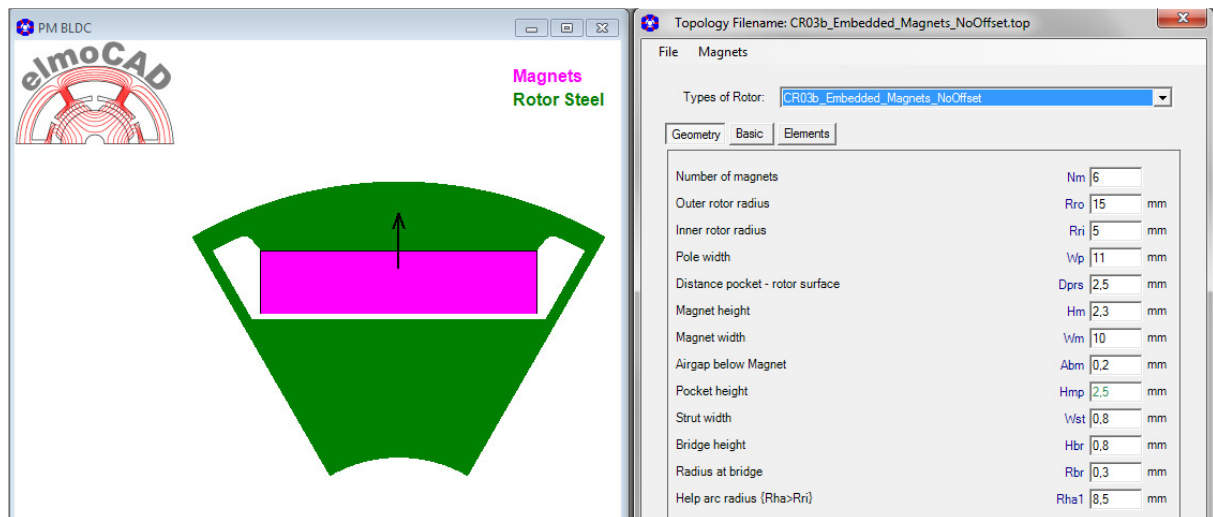 PM BLDC
elmoCAD
Magnets
Rotor Steel
Topology Filename: CR03b_Embedded_Magnets_NoOffset.top
File Magnets
Types of Rotor: CR03b_Embedded_Magnets_NoOffset
Geometry Basic Elements
Number of magnets Nm 6
Outer rotor radius Rro 15 mm
Inner rotor radius Rri 5 mm
Pole width Wp 11 mm
Distance pocket - rotor surface Dprs 2,5 mm
Magnet height Hm 2,3 mm
Magnet width Wm 10 mm
Airgap below Magnet Abm 0,2 mm
Pocket height Hmp 2,5 mm
Strut width Wst 0,8 mm
Bridge height Hbr 0,8 mm
Radius at bridge Rbr 0,3 mm
Help arc radius {Rha>Rri} Rha1 8,5 mm